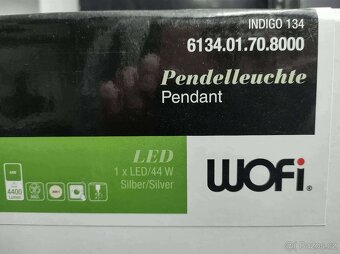 INDIGO 134
6134.01.70.8000
Pendelleuchte
Pendant
LED
1 x LED/44 W
Silber/Silver
4400
WOFi®